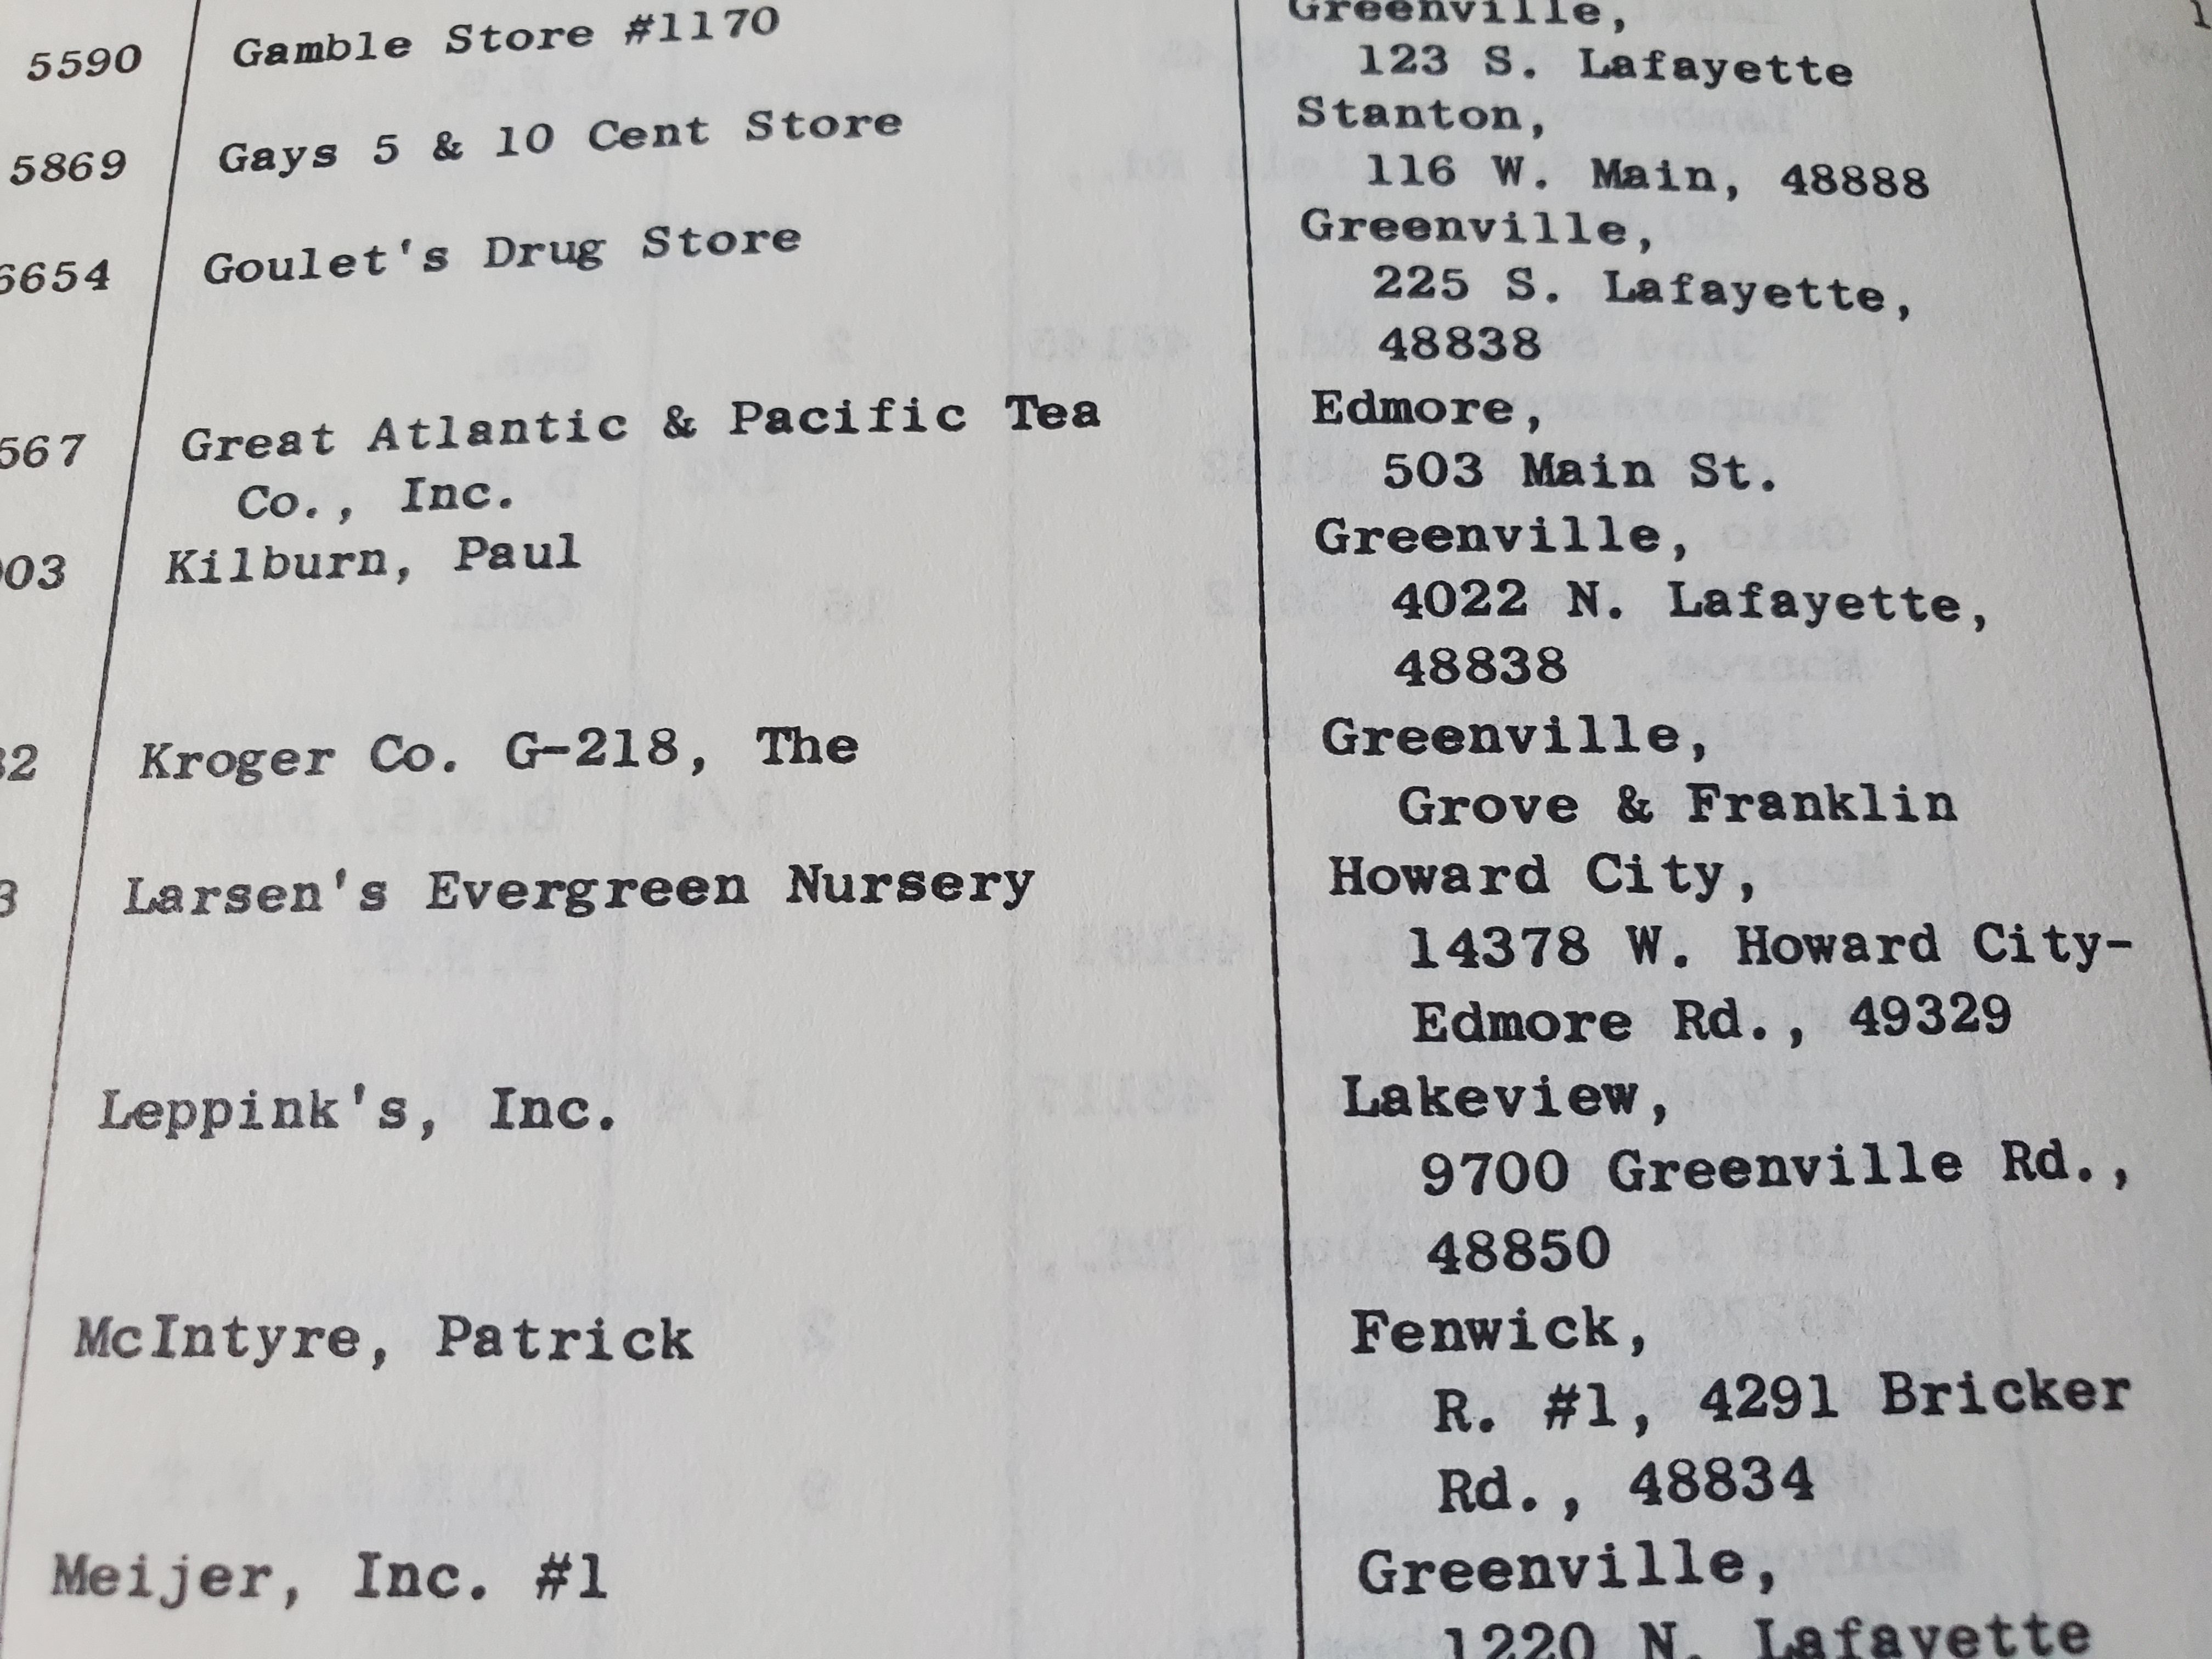 Greenville,
5590 Gamble Store #1170
123 S. Lafayette
5869 Gays 5 & 10 Cent Store Stanton,
116 W. Main, 48888
6654 Goulet's Drug Store Greenville,
225 S. Lafayette,
48838
567 Great Atlantic & Pacific Tea Edmore,
Co., Inc. 503 Main St.
03 Kilburn, Paul Greenville,
4022 N. Lafayette,
48838
32 Kroger Co. G-218, The Greenville,
Grove & Franklin
3 Larsen's Evergreen Nursery Howard City,
14378 W. Howard City-
Edmore Rd., 49329
Leppink's, Inc. Lakeview,
9700 Greenville Rd.,
48850
McIntyre, Patrick Fenwick,
R. #1, 4291 Bricker
Rd., 48834
Meijer, Inc. #1 Greenville,
1220 N. Lafayette